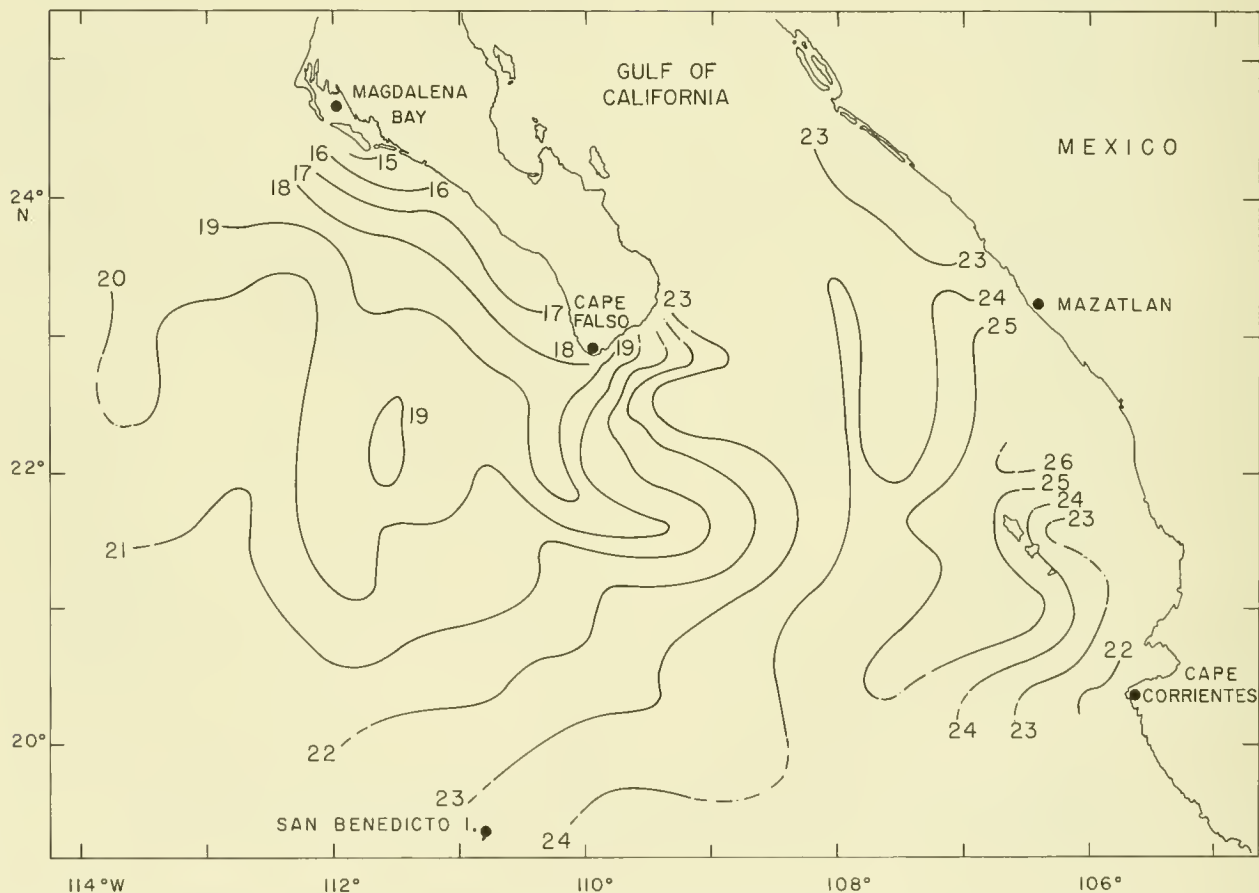 GULF OF
CALIFORNIA
MAGDALENA
BAY
MEXICO
23
16
15
17
16
18
24°
N
19
23
20
23
24
MAZATLAN
17
CAPE
FALSO
25
18
19
19
22°
26
25
24
23
21
22
CAPE
CORRIENTES
20°
22
24
23
23
SAN BENEDICTO I.
24
114°W
112°
110°
108°
106°